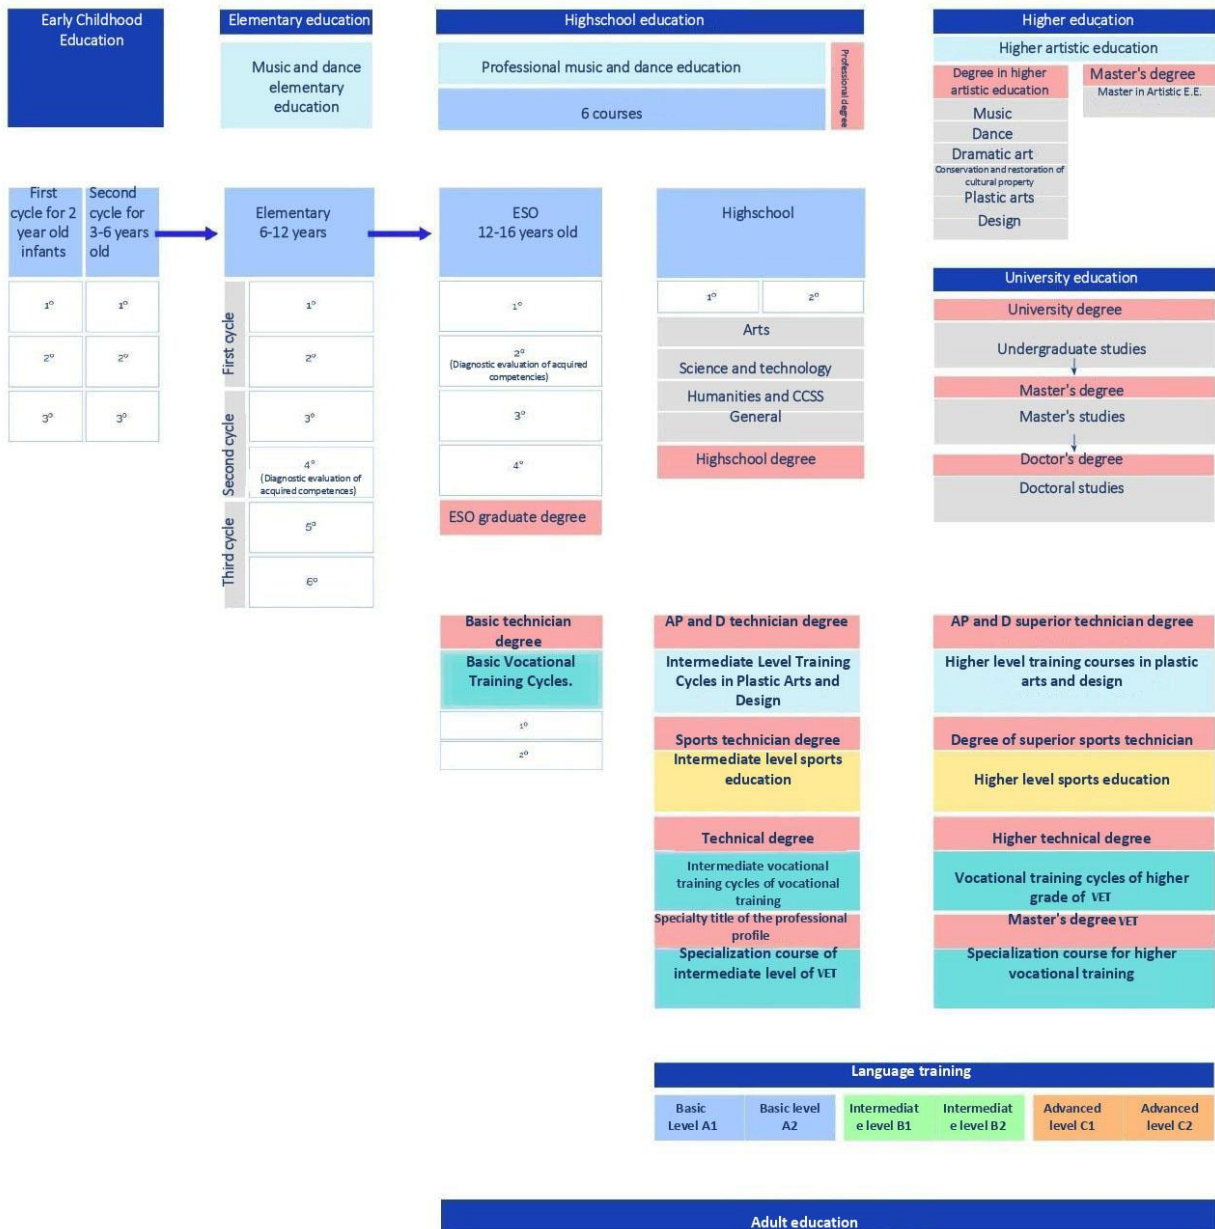 Early Childhood
Education
Elementary education
Music and dance
elementary
education
Highschool education
Professional music and dance education
6 courses
Professional degree
Higher education
Higher artistic education
Degree in higher
artistic education
Music
Dance
Dramatic art
Conservation and restoration of
cultural property
Plastic arts
Design
Master's degree
Master in Artistic E.E.
First
cycle for 2
year old
infants
Second
cycle for
3-6 years
old
1º
1º
2º
2º
3º
3º
Elementary
6-12 years
First cycle
1º
2º
Second cycle
3º
4º
(Diagnostic evaluation of
acquired competences)
Third cycle
5º
6º
ESO
12-16 years old
1º
2º
(Diagnostic evaluation of acquired
competencies)
3º
4º
ESO graduate degree
Highschool
1º
2º
Arts
Science and technology
Humanities and CCSS
General
Highschool degree
University education
University degree
Undergraduate studies
Master's degree
Master's studies
Doctor's degree
Doctoral studies
Basic technician
degree
Basic Vocational
Training Cycles.
1º
2º
AP and D technician degree
Intermediate Level Training
Cycles in Plastic Arts and
Design
Sports technician degree
Intermediate level sports
education
Technical degree
Intermediate vocational
training cycles of vocational
training
Specialty title of the professional
profile
Specialization course of
intermediate level of VET
AP and D superior technician degree
Higher level training courses in plastic
arts and design
Degree of superior sports technician
Higher level sports education
Higher technical degree
Vocational training cycles of higher
grade of VET
Master's degree VET
Specialization course for higher
vocational training
Language training
Basic
Level A1
Basic level
A2
Intermediat
e level B1
Intermediat
e level B2
Advanced
level C1
Advanced
level C2
Adult education